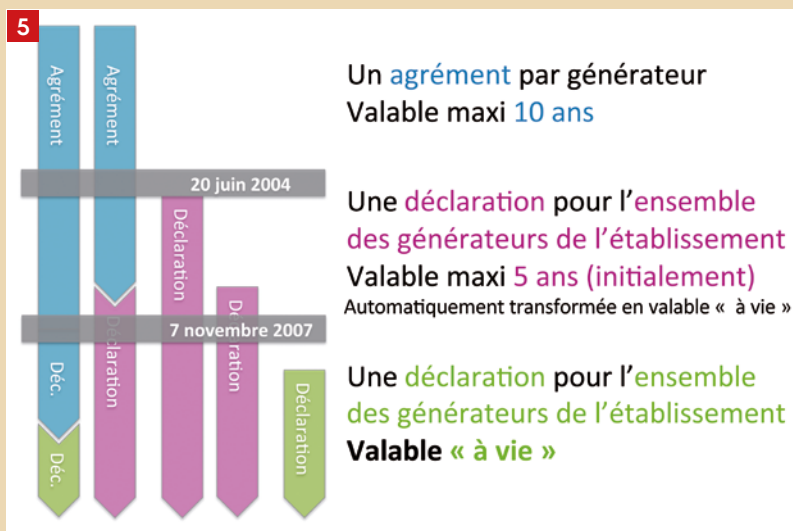 5
Agrément
Agrément
Un agrément par générateur
Valable maxi 10 ans
20 juin 2004
Déclaration
Déclaration
Déclaration
Une déclaration pour l’ensemble
des générateurs de l’établissement
Valable maxi 5 ans (initialement)
Automatiquement transformée en valable « à vie »
7 novembre 2007
Déc.
Déc.
Déclaration
Une déclaration pour l’ensemble
des générateurs de l’établissement
Valable « à vie »